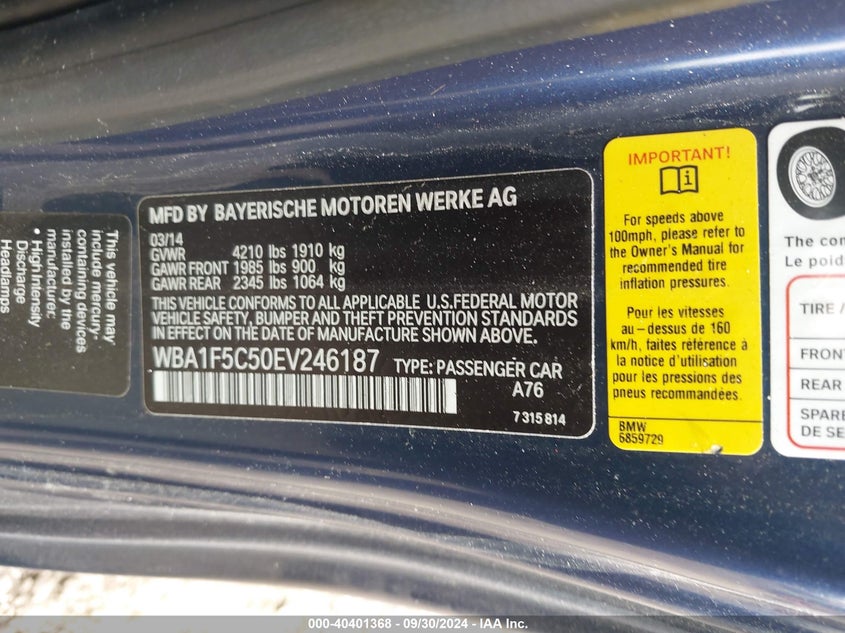 This vehicle may
include mercury-
containing devices
installed by the
manufacturer:
• High Intensity
Discharge
Headlamps
MFD BY BAYERISCHE MOTOREN WERKE AG
03/14
GVWR 4210 lbs 1910 kg
GAWR FRONT 1985 lbs 900 kg
GAWR REAR 2345 lbs 1064 kg
THIS VEHICLE CONFORMS TO ALL APPLICABLE U.S.FEDERAL MOTOR
VEHICLE SAFETY, BUMPER AND THEFT PREVENTION STANDARDS
IN EFFECT ON THE DATE OF MANUFACTURE SHOWN ABOVE.
WBA1F5C50EV246187 TYPE: PASSENGER CAR
A76
7 315 814
IMPORTANT!
For speeds above
100mph, please refer to
the Owner's Manual for
recommended tire
inflation pressures.
Pour les vitesses
au-dessus de 160
km/h, faites référence à
la notice d'utilisation
pour les pressions des
pneus recommandées.
BMW
6859729
The com
Le poid
TIRE /
FRONT
REAR
SPARE
DE SE
000-40401368 - 09/30/2024 - IAA Inc.